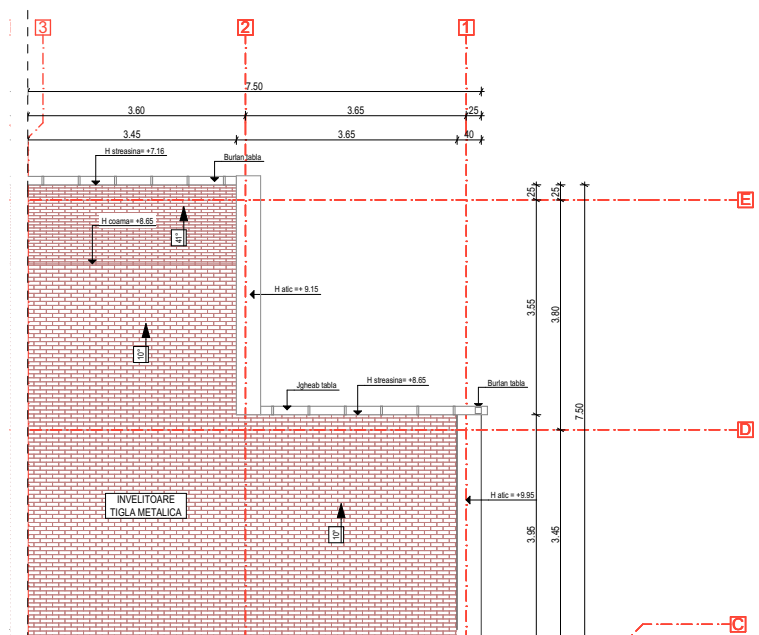 3
2
1
7.50
3.60
3.65
25
3.45
3.65
40
H streasina= +7.16
Burlan tabla
25
25
E
H coama= +8.65
41°
H atic =+ 9.15
3.55
3.80
10°
Jgheab tabla
H streasina= +8.65
Burlan tabla
7.50
D
INVELITOARE
TIGLA METALICA
H atic = +9.95
10°
3.95
3.45
C